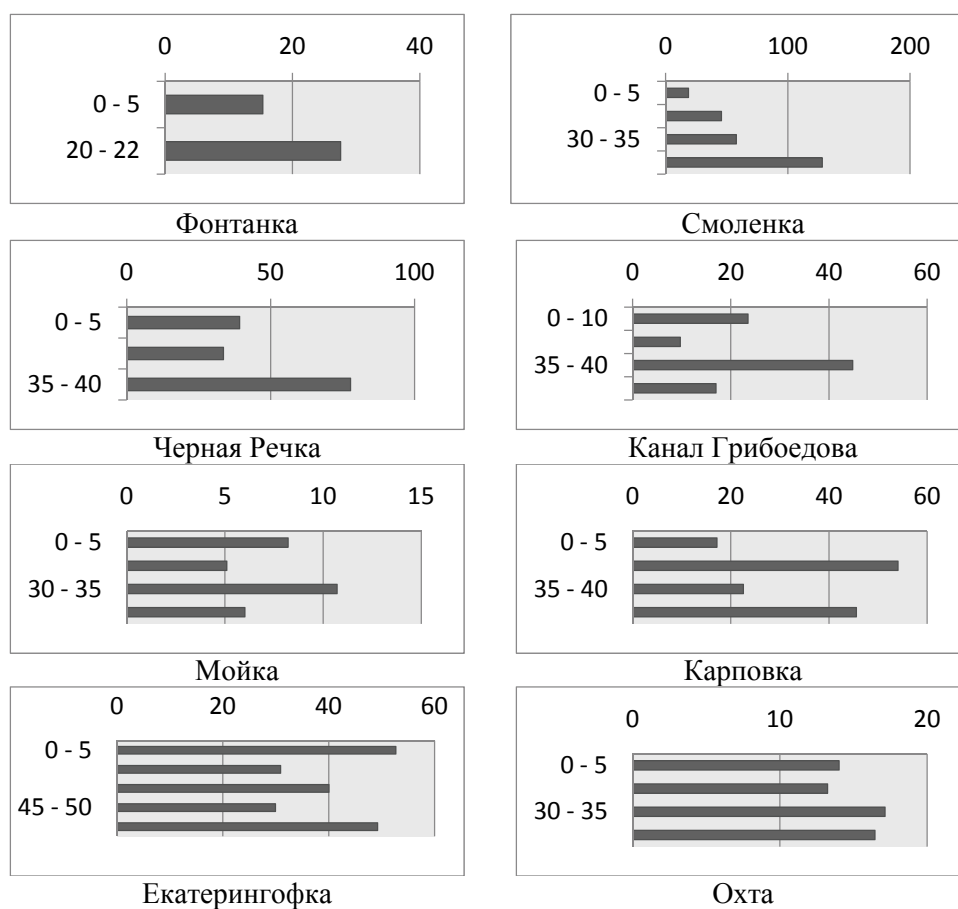 0 20 40
0 - 5
20 - 22
Фонтанка
0 100 200
0 - 5
30 - 35
Смоленка
0 50 100
0 - 5
35 - 40
Черная Речка
0 20 40 60
0 - 10
35 - 40
Канал Грибоедова
0 5 10 15
0 - 5
30 - 35
Мойка
0 20 40 60
0 - 5
35 - 40
Карповка
0 20 40 60
0 - 5
45 - 50
Екатерингофка
0 10 20
0 - 5
30 - 35
Охта